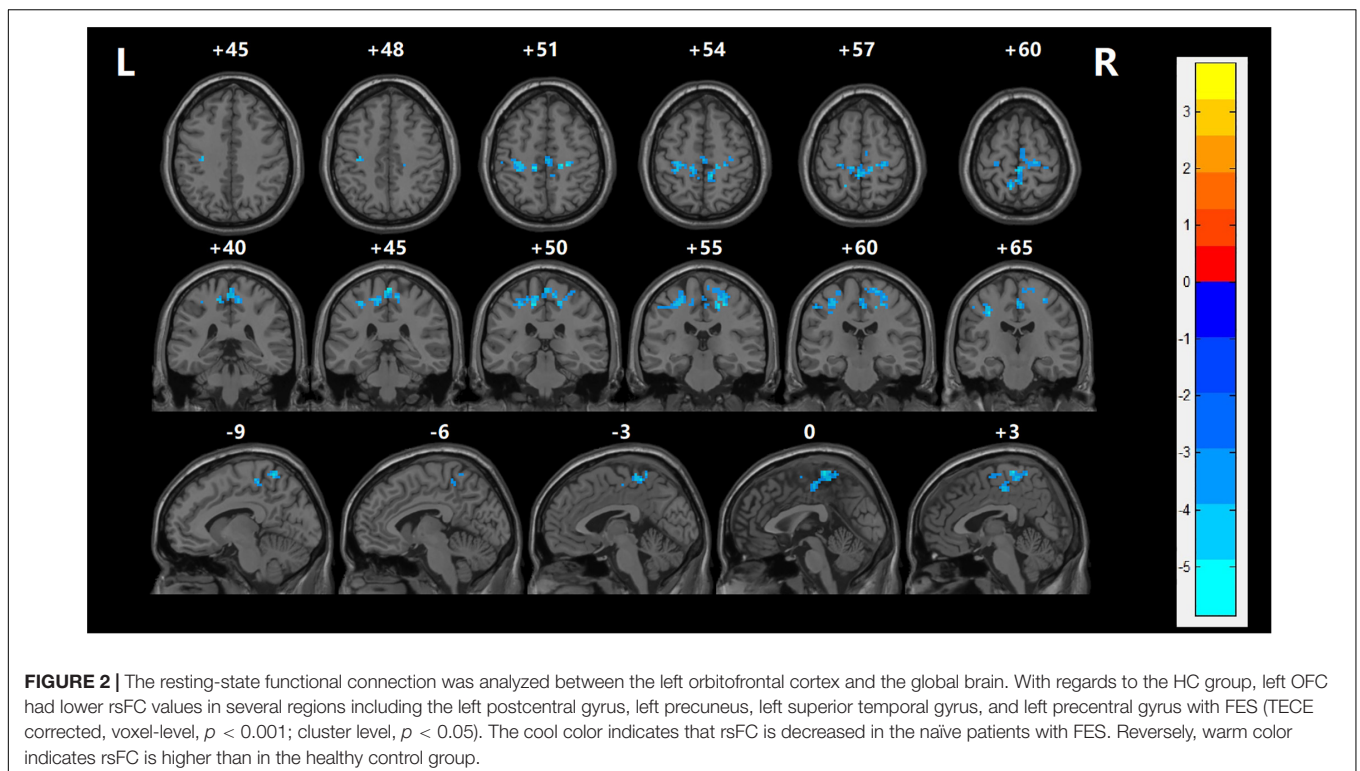 L
R
+45 +48 +51 +54 +57 +60
+40 +45 +50 +55 +60 +65
-9 -6 -3 0 +3
3
2
1
0
-1
-2
-3
-4
-5
FIGURE 2 | The resting-state functional connection was analyzed between the left orbitofrontal cortex and the global brain. With regards to the HC group, left OFC
had lower rsFC values in several regions including the left postcentral gyrus, left precuneus, left superior temporal gyrus, and left precentral gyrus with FES (TECE
corrected, voxel-level, p < 0.001; cluster level, p < 0.05). The cool color indicates that rsFC is decreased in the naïve patients with FES. Reversely, warm color
indicates rsFC is higher than in the healthy control group.